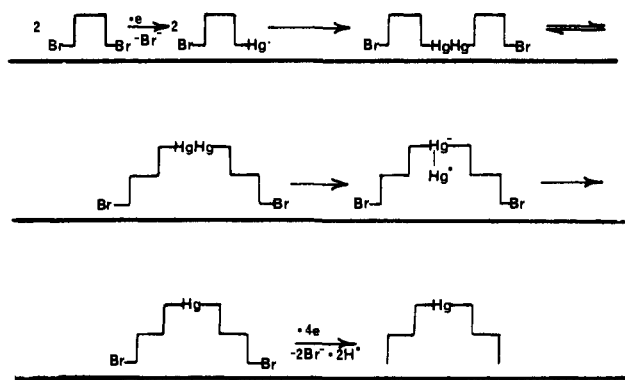 2 Br Br •e -Br⁻ 2 Br Hg· Br HgHg Br
HgHg Hg⁻
Hg•
Br Br Br Br
Hg Hg
•4e
Br Br -2Br⁻ • 2H•